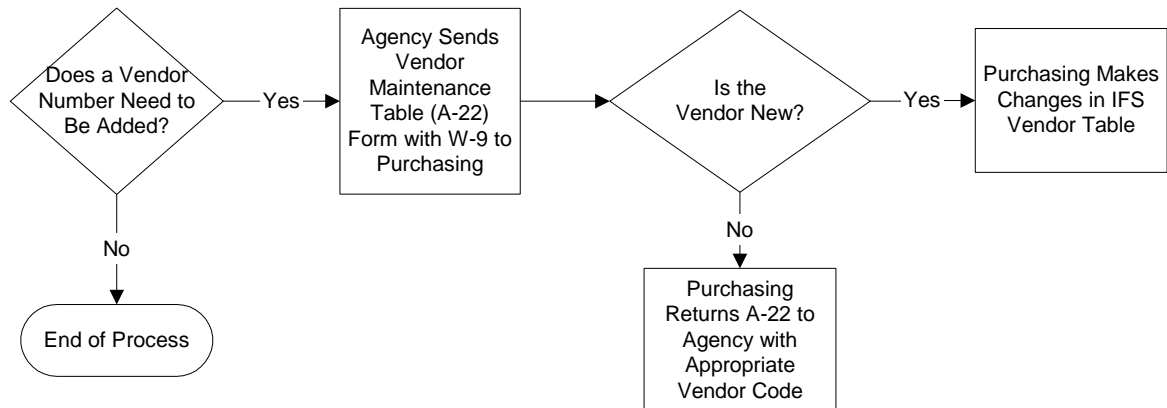 Does a Vendor
Number Need to
Be Added?
Yes
Agency Sends
Vendor
Maintenance
Table (A-22)
Form with W-9 to
Purchasing
Is the
Vendor New?
Yes
Purchasing Makes
Changes in IFS
Vendor Table
No
End of Process
No
Purchasing
Returns A-22 to
Agency with
Appropriate
Vendor Code